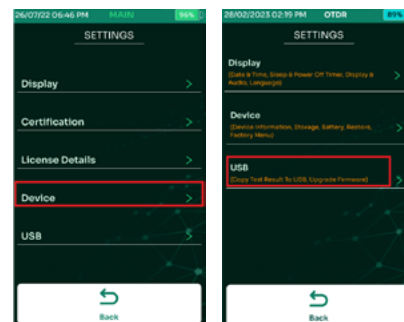 26/07/22 06:46 PM MAIN 96%
SETTINGS
Display
Certification
License Details
Device
USB
Back
28/02/2023 02:19 PM OTDR 89%
SETTINGS
Display
(Date & Time, Sleep & Power Off Timer, Display &
Audio, Language)
Device
(Device Information, Storage, Battery, Restore,
Factory Menu)
USB
(Copy Test Result To USB, Upgrade Firmware)
Back